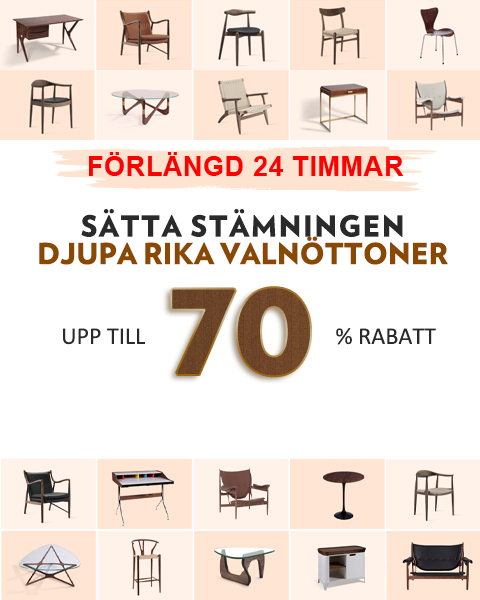 FÖRLÄNGD 24 TIMMAR
SÄTTA STÄMNINGEN
DJUPA RIKA VALNÖTTONER
UPP TILL 70 % RABATT